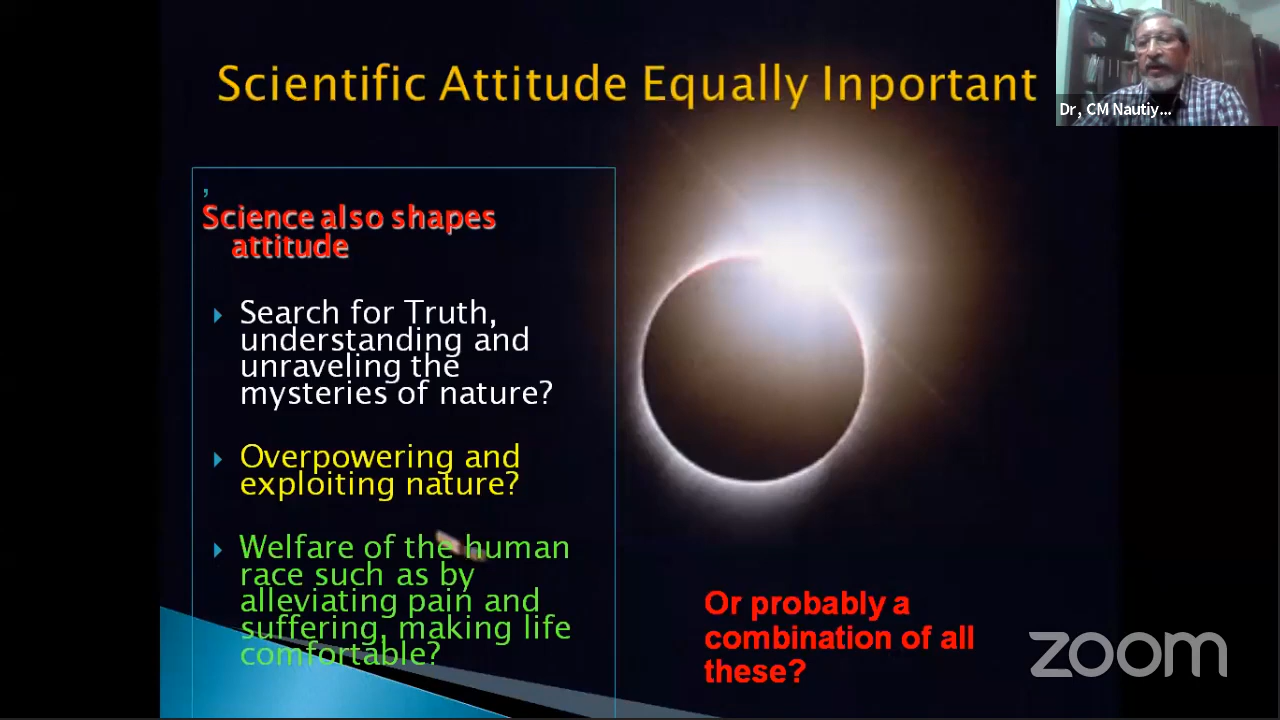 Scientific Attitude Equally Inportant
Dr, CM Nautiy...
,
Science also shapes
attitude
Search for Truth,
understanding and
unraveling the
mysteries of nature?
Overpowering and
exploiting nature?
Welfare of the human
race such as by
alleviating pain and
suffering, making life
comfortable?
Or probably a
combination of all
these?
zoom